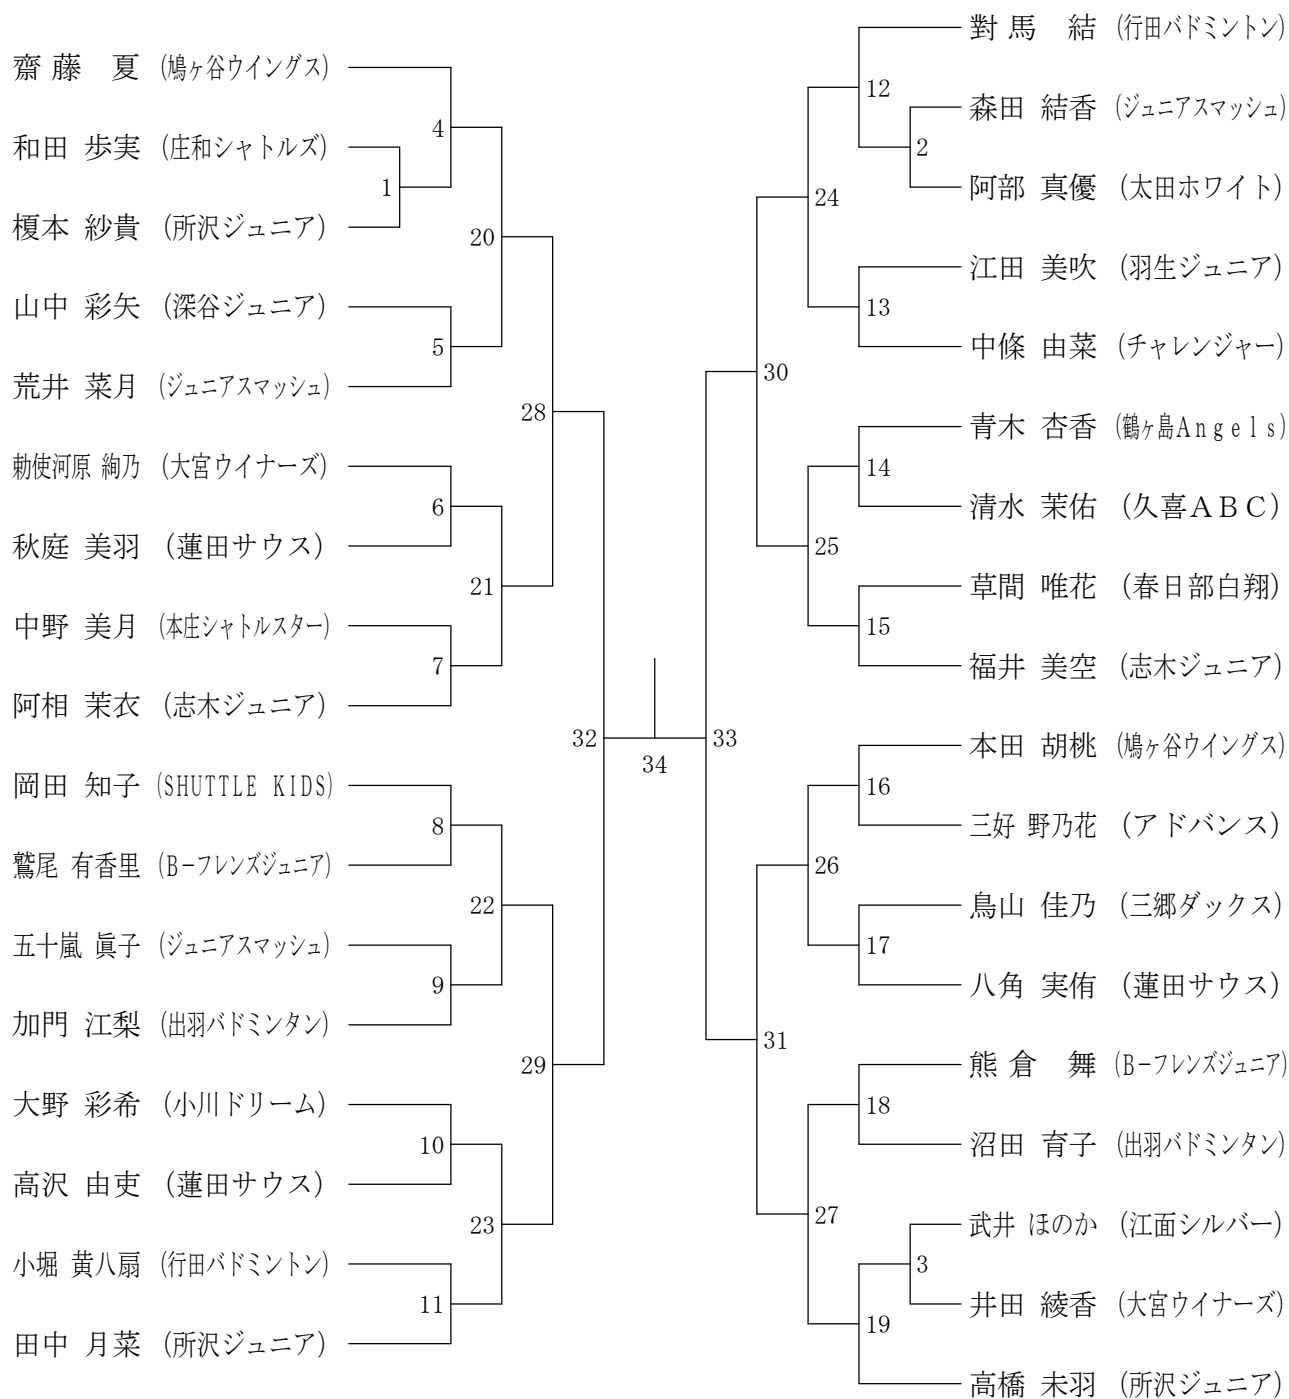 齋藤 夏 (鳩ヶ谷ウイングス)
和田 歩実 (庄和シャトルズ)
榎本 紗貴 (所沢ジュニア)
山中 彩矢 (深谷ジュニア)
荒井 菜月 (ジュニアスマッシュ)
勅使河原 絢乃 (大宮ウイナーズ)
秋庭 美羽 (蓮田サウス)
中野 美月 (本庄シャトルスター)
阿相 茉衣 (志木ジュニア)
岡田 知子 (SHUTTLE KIDS)
鷲尾 有香里 (B-フレンズジュニア)
五十嵐 眞子 (ジュニアスマッシュ)
加門 江梨 (出羽バドミンタン)
大野 彩希 (小川ドリーム)
高沢 由吏 (蓮田サウス)
小堀 黄八扇 (行田バドミントン)
田中 月菜 (所沢ジュニア)
1
4
5
6
7
8
9
10
11
20
21
22
23
28
29
32
34
33
30
31
24
25
26
27
12
13
14
15
16
17
18
19
2
3
對馬 結 (行田バドミントン)
森田 結香 (ジュニアスマッシュ)
阿部 真優 (太田ホワイト)
江田 美吹 (羽生ジュニア)
中條 由菜 (チャレンジャー)
青木 杏香 (鶴ヶ島Angels)
清水 茉佑 (久喜ABC)
草間 唯花 (春日部白翔)
福井 美空 (志木ジュニア)
本田 胡桃 (鳩ヶ谷ウイングス)
三好 野乃花 (アドバンス)
鳥山 佳乃 (三郷ダックス)
八角 実侑 (蓮田サウス)
熊倉 舞 (B-フレンズジュニア)
沼田 育子 (出羽バドミンタン)
武井 ほのか (江面シルバー)
井田 綾香 (大宮ウイナーズ)
高橋 未羽 (所沢ジュニア)